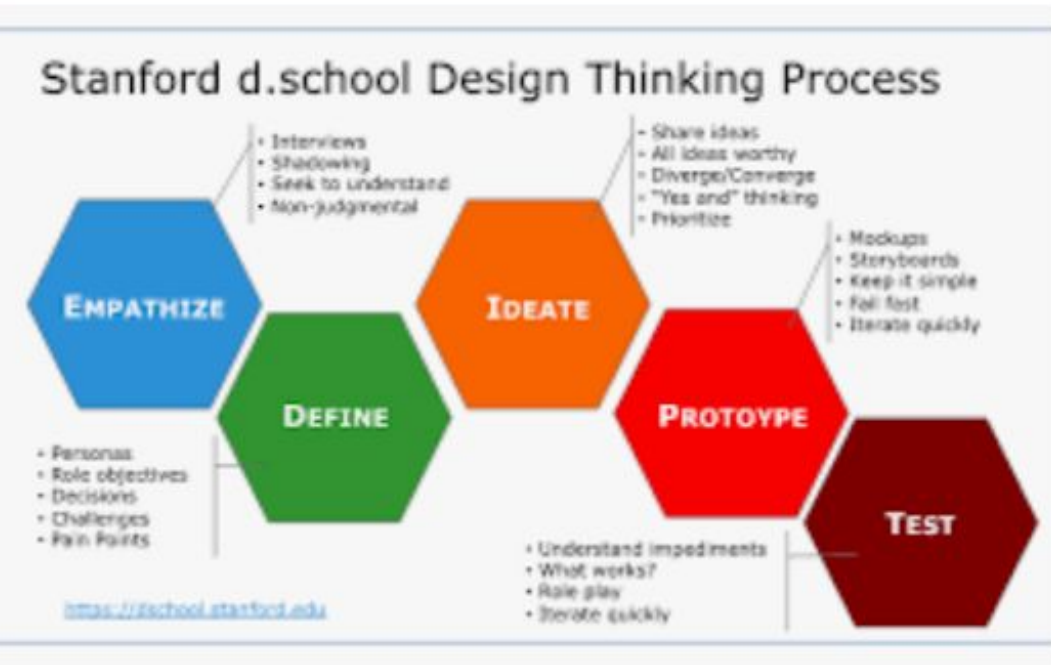 Stanford d.school Design Thinking Process
• Interviews
• Shadowing
• Seek to understand
• Non-judgmental
EMPATHIZE
• Personas
• Role objectives
• Decisions
• Challenges
• Pain Points
DEFINE
• Share ideas
• All ideas worthy
• Diverge/Converge
• "Yes and" thinking
• Prioritize
IDEATE
• Mockups
• Storyboards
• Keep it simple
• Fail fast
• Iterate quickly
PROTOYPE
• Understand impediments
• What works?
• Role play
• Iterate quickly
TEST
https://dschool.stanford.edu